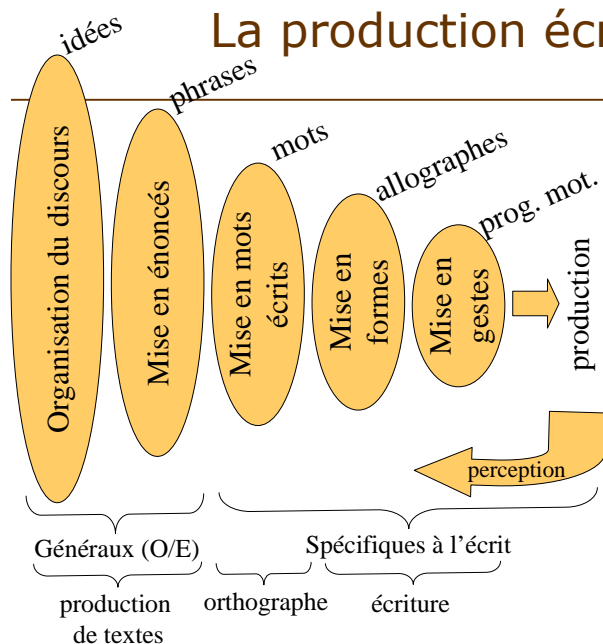 La production écr
idées
phrases
mots
allographes
prog. mot.
Organisation du discours
Mise en énoncés
Mise en mots
écrits
Mise en
formes
Mise en
gestes
production
perception
Généraux (O/E)
Spécifiques à l’écrit
production
de textes
orthographe
écriture